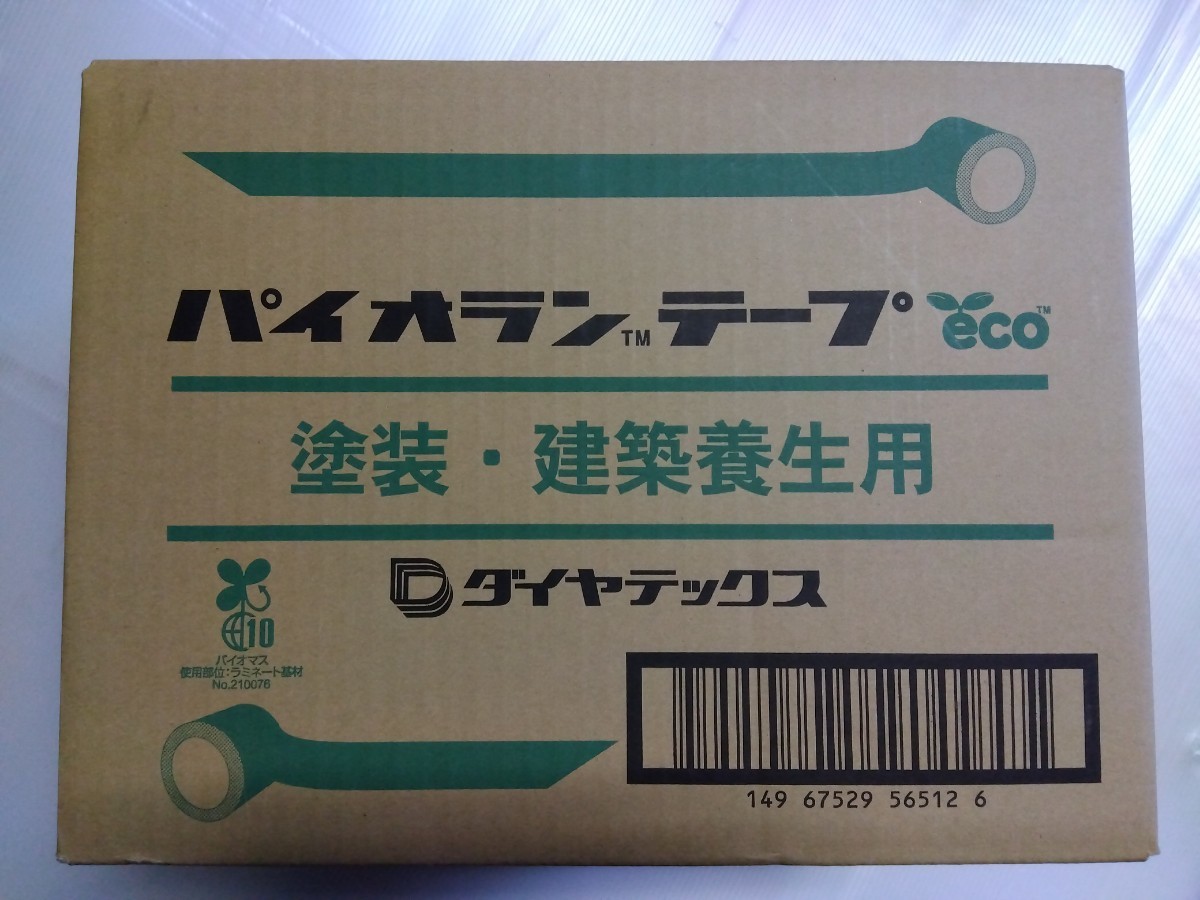 パイオラン™テープ eco™
塗装・建築養生用
D ダイヤテックス
10
バイオマス
使用部位:ラミネート基材
No.210076
149 67529 56512 6